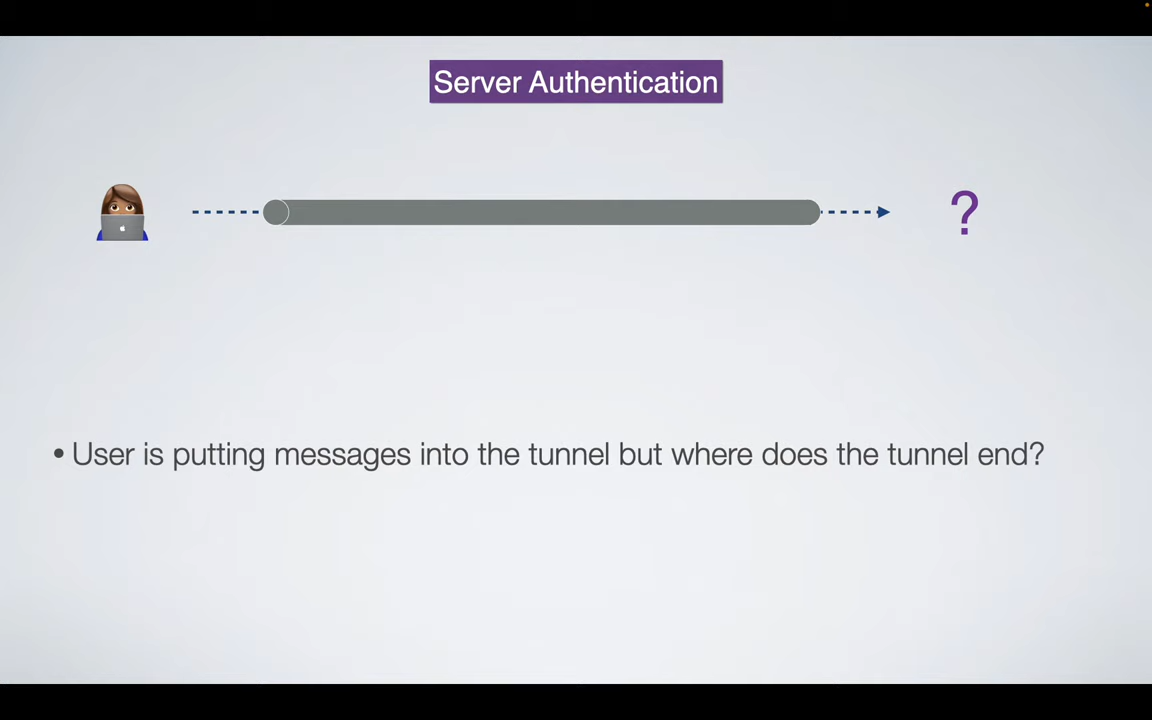 Server Authentication
?
• User is putting messages into the tunnel but where does the tunnel end?